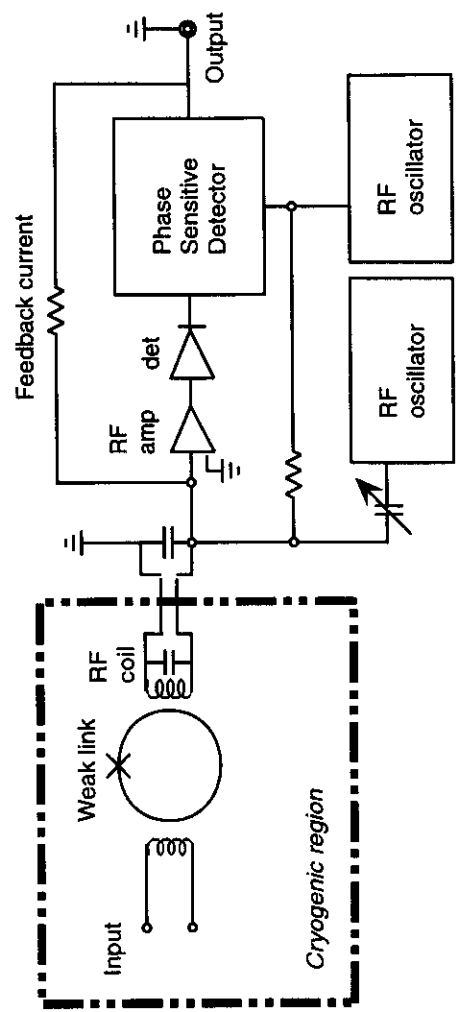 Feedback current
Output
Phase
Sensitive
Detector
det
RF
amp
RF
oscillator
RF
oscillator
RF
coil
Weak link
Input
Cryogenic region